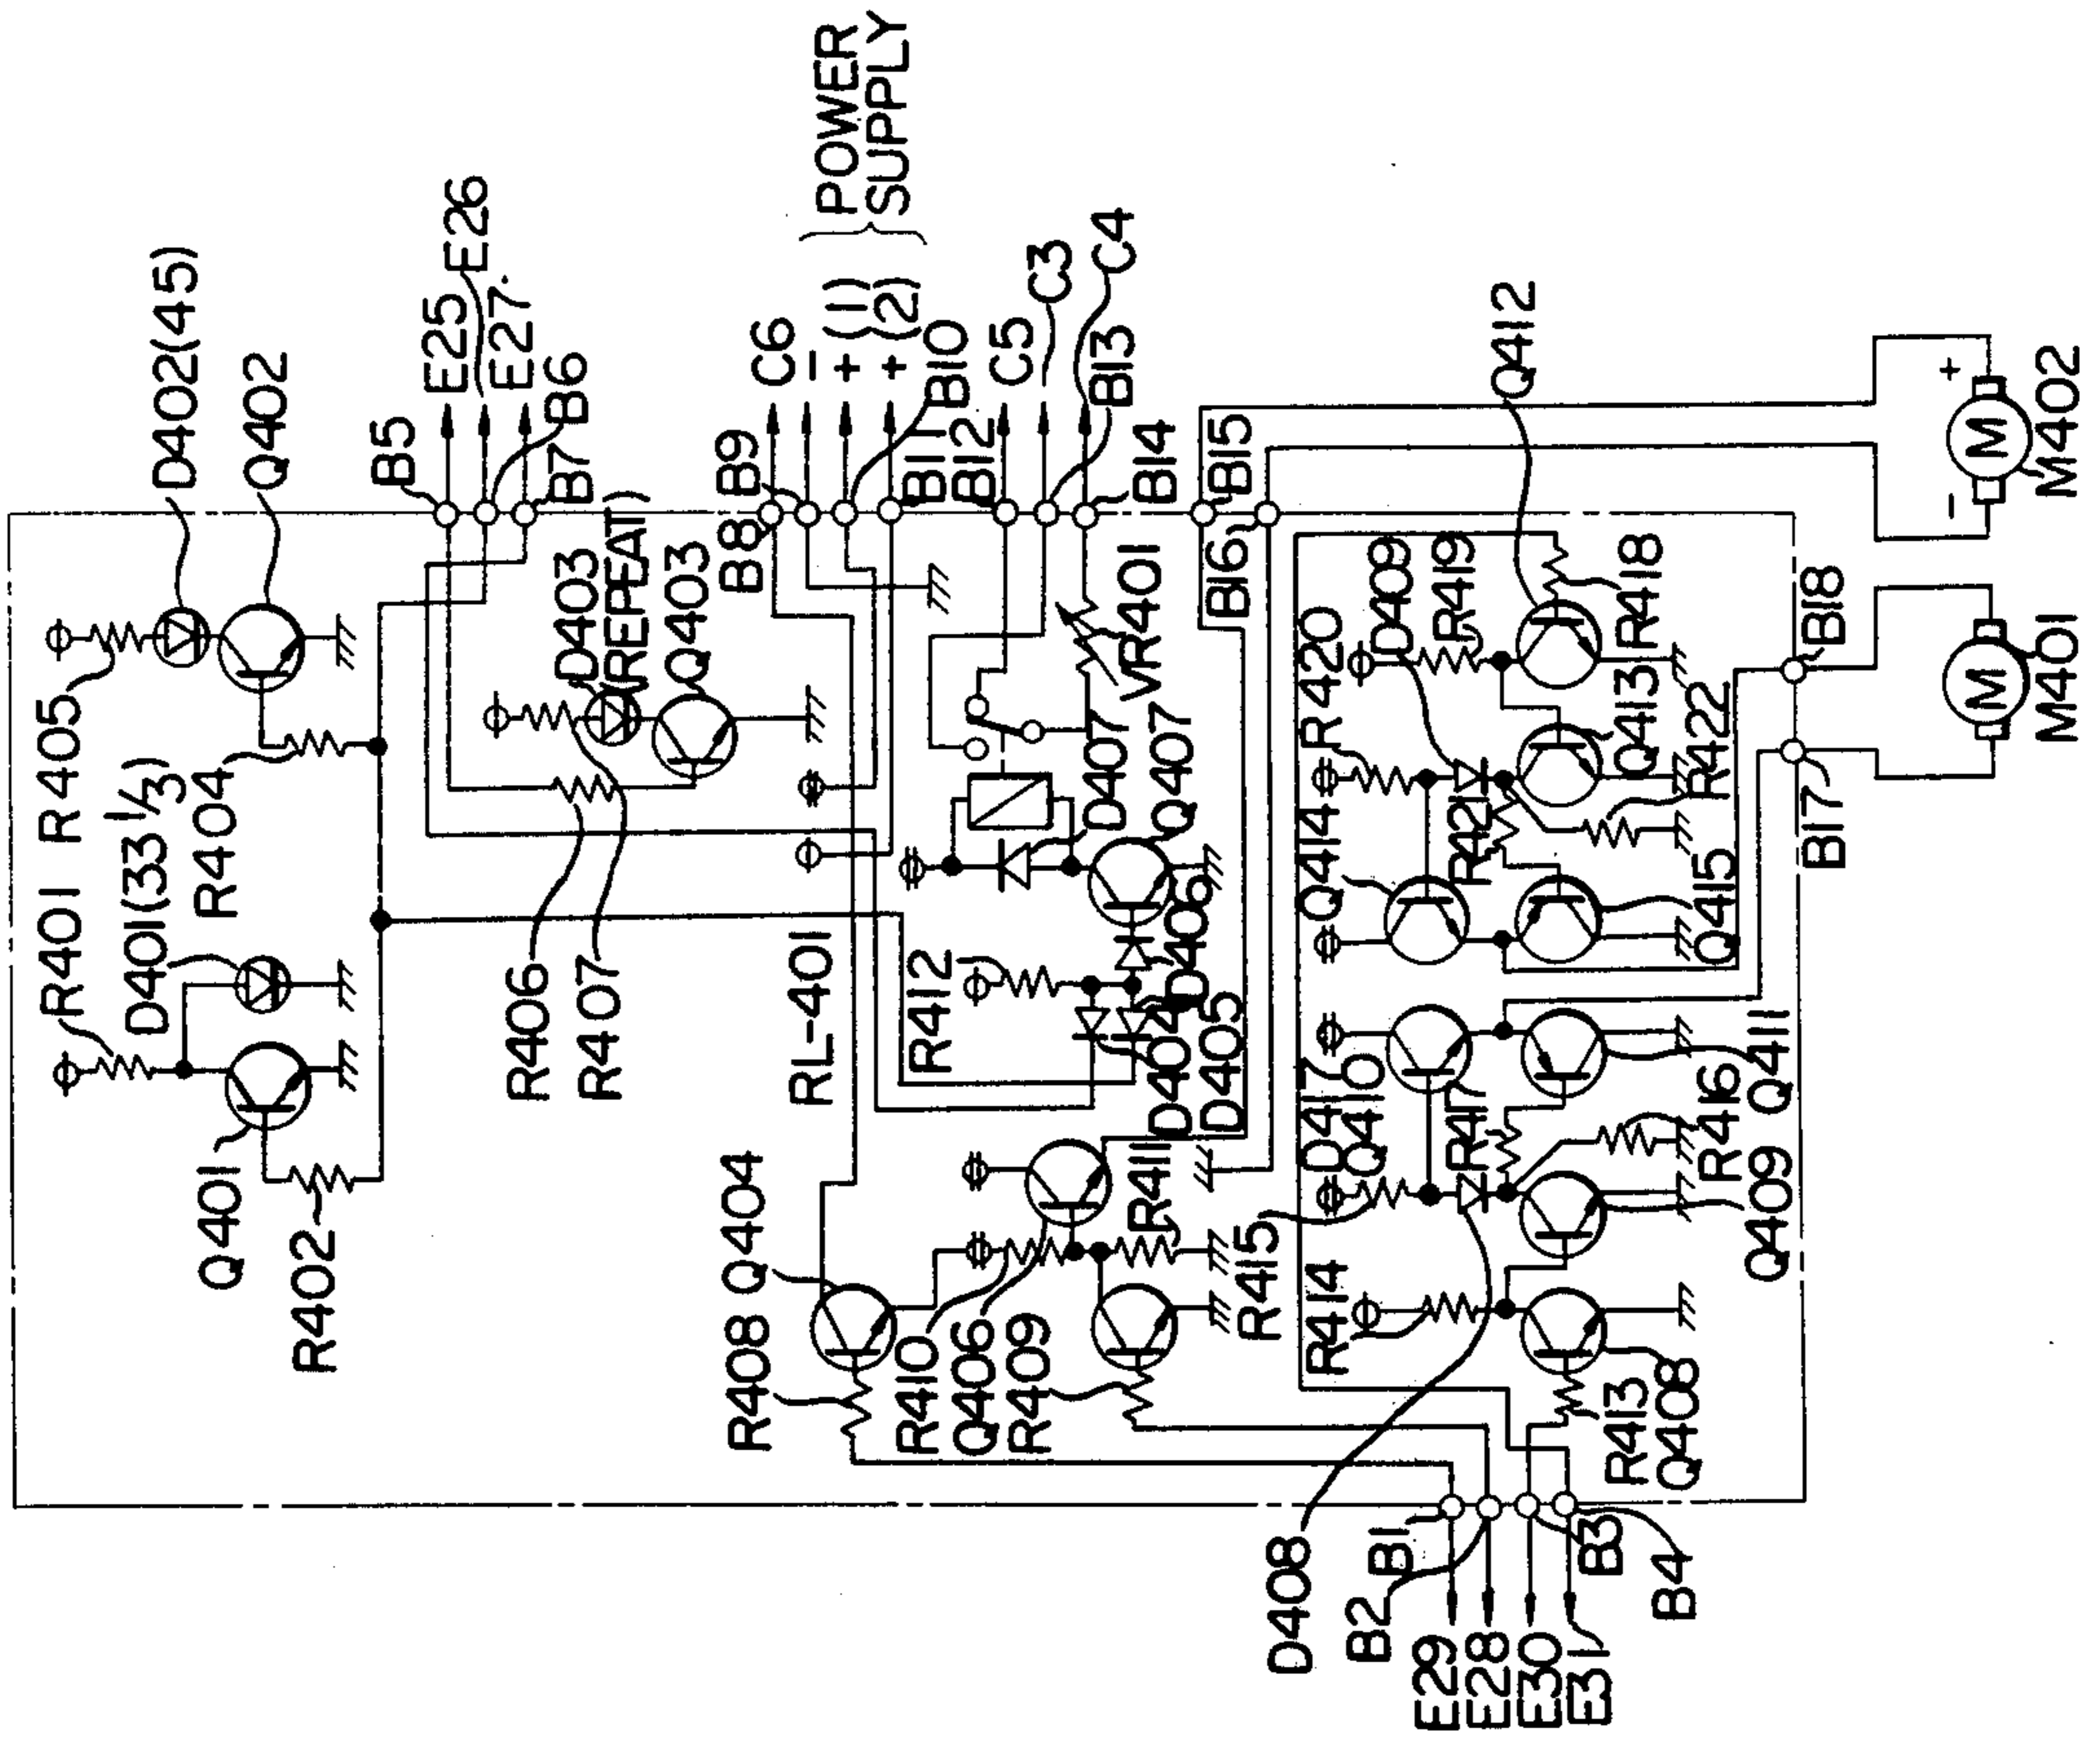 R401
R405
D402(45)
D401(33 1/3)
Q402
R404
Q401
R402
B5
E25
E26
E27
B6
B7
D403
(REPEAT)
Q403
R406
R407
B8
B9
C6
−
+ (1)
+ (2)
POWER
SUPPLY
B10
B11
B12
C5
C3
C4
B13
B14
B15
B16
RL-401
R412
D407
Q407
VR401
D406
D404
D405
Q404
R408
R410
Q406
R409
R411
R415
R414
D417
Q410
R417
R416
Q411
Q409
Q408
R413
D408
R420
D409
R419
Q412
R418
Q413
R422
R421
Q414
Q415
B17
B18
M
M401
+
−
M
M402
B1
B2
B3
B4
E29
E28
E30
E31